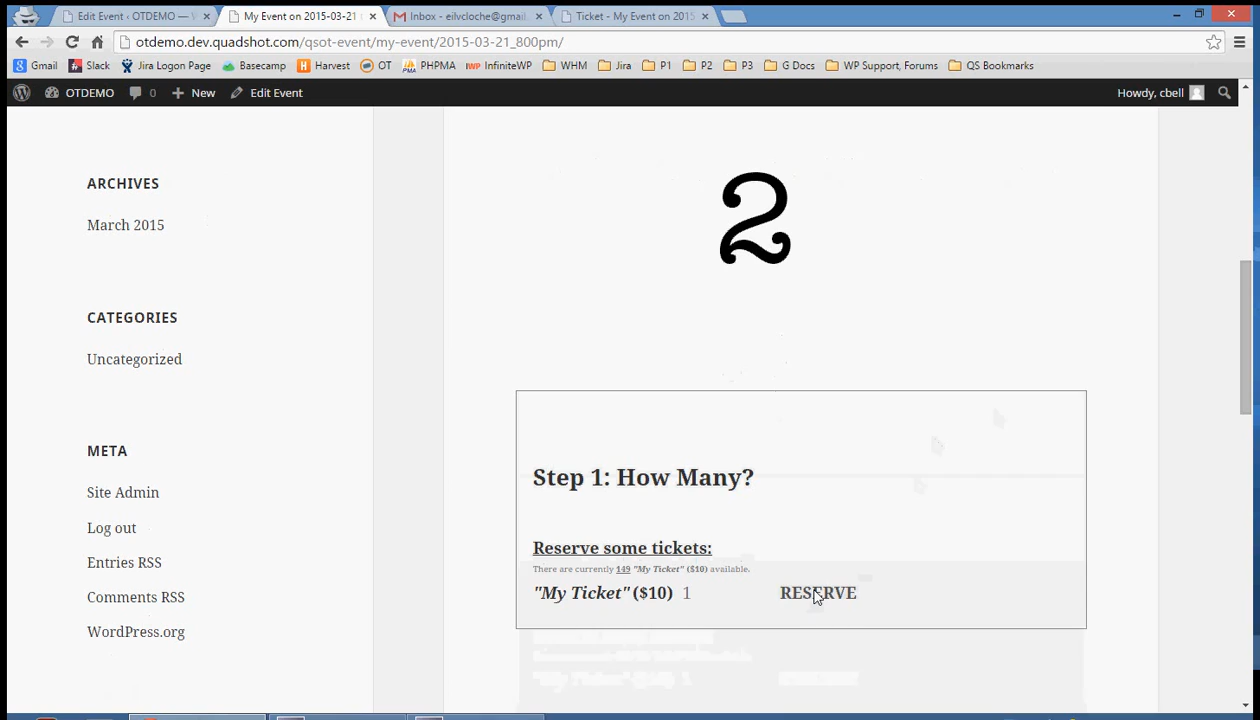 Edit Event ‹ OTDEMO —
My Event on 2015-03-21
Inbox - eilvcloche@gmail
Ticket - My Event on 2015
otdemo.dev.quadshot.com/qsot-event/my-event/2015-03-21_800pm/
Gmail Slack Jira Logon Page Basecamp Harvest OT PHPMA InfiniteWP WHM Jira P1 P2 P3 G Docs WP Support, Forums QS Bookmarks
OTDEMO 0 New Edit Event Howdy, cbell
ARCHIVES
March 2015
CATEGORIES
Uncategorized
META
Site Admin
Log out
Entries RSS
Comments RSS
WordPress.org
2
Step 1: How Many?
Reserve some tickets:
There are currently 149 "My Ticket" ($10) available.
"My Ticket" ($10) 1 RESERVE